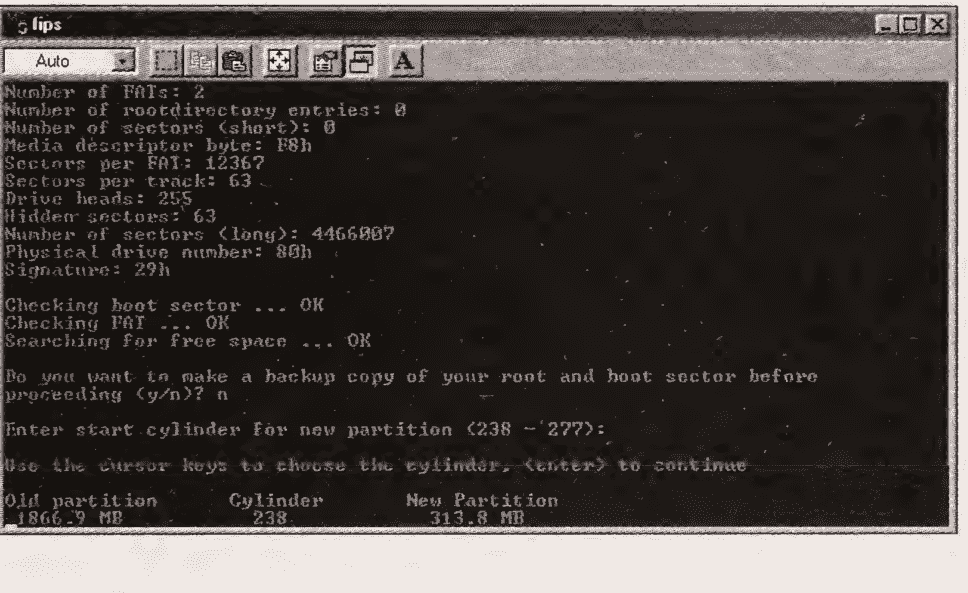 fips
Auto
A
Number of FATs: 2
Number of rootdirectory entries: 0
Number of sectors (short): 0
Media descriptor byte: F8h
Sectors per FAT: 12367
Sectors per track: 63
Drive heads: 255
Hidden sectors: 63
Number of sectors (long): 4466007
Physical drive number: 80h
Signature: 29h
Checking boot sector ... OK
Checking FAT ... OK
Searching for free space ... OK
Do you want to make a backup copy of your root and boot sector before
proceeding (y/n)? n
Enter start cylinder for new partition (238 - 277):
Use the cursor keys to choose the cylinder, <enter> to continue
Old partition Cylinder New Partition
1866.9 MB 238 313.8 MB